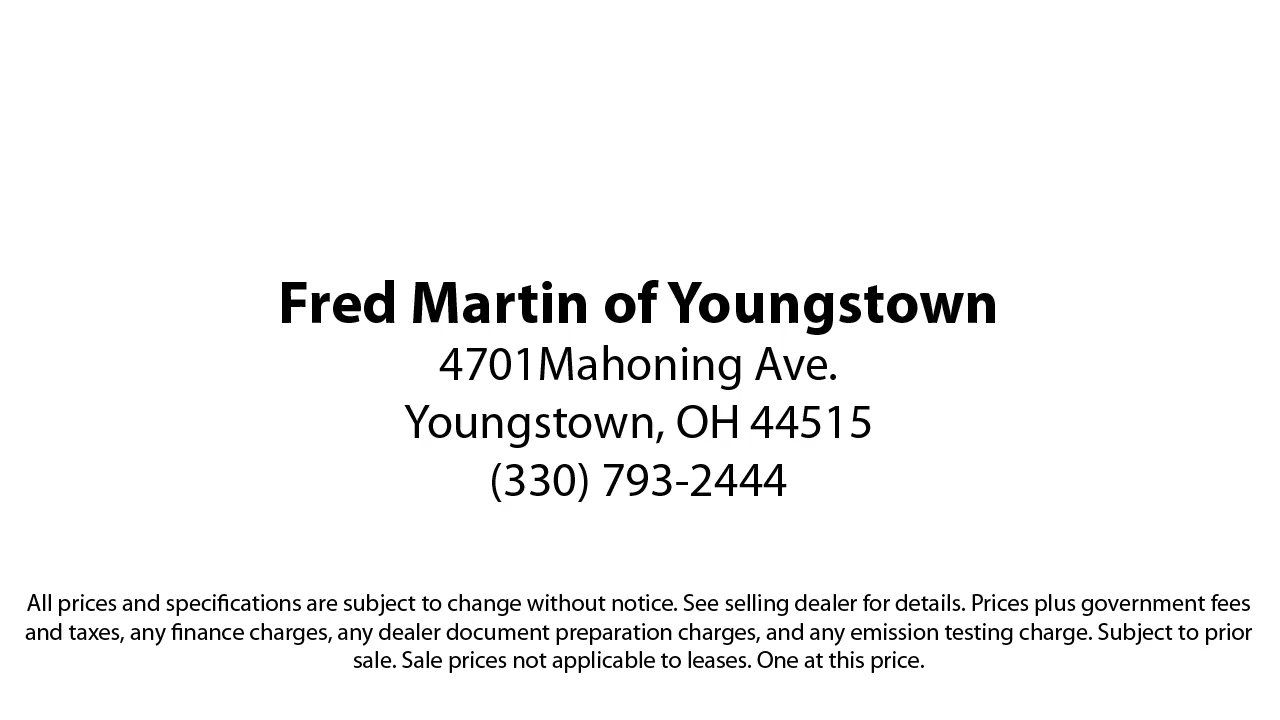 Fred Martin of Youngstown
4701Mahoning Ave.
Youngstown, OH 44515
(330) 793-2444
All prices and specifications are subject to change without notice. See selling dealer for details. Prices plus government fees
and taxes, any finance charges, any dealer document preparation charges, and any emission testing charge. Subject to prior
sale. Sale prices not applicable to leases. One at this price.